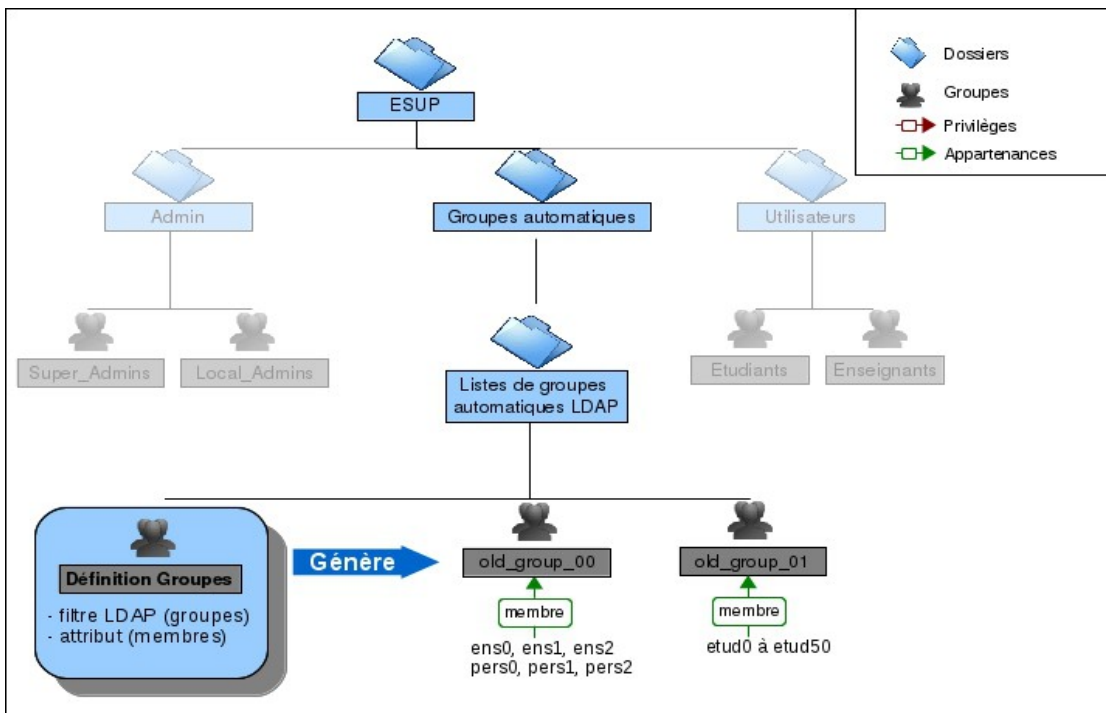 ESUP
Dossiers
Groupes
Privilèges
Appartenances
Admin
Groupes automatiques
Utilisateurs
Super_Admins
Local_Admins
Listes de groupes
automatiques LDAP
Etudiants
Enseignants
Définition Groupes
- filtre LDAP (groupes)
- attribut (membres)
Génère
old_group_00
membre
ens0, ens1, ens2
pers0, pers1, pers2
old_group_01
membre
etud0 à etud50